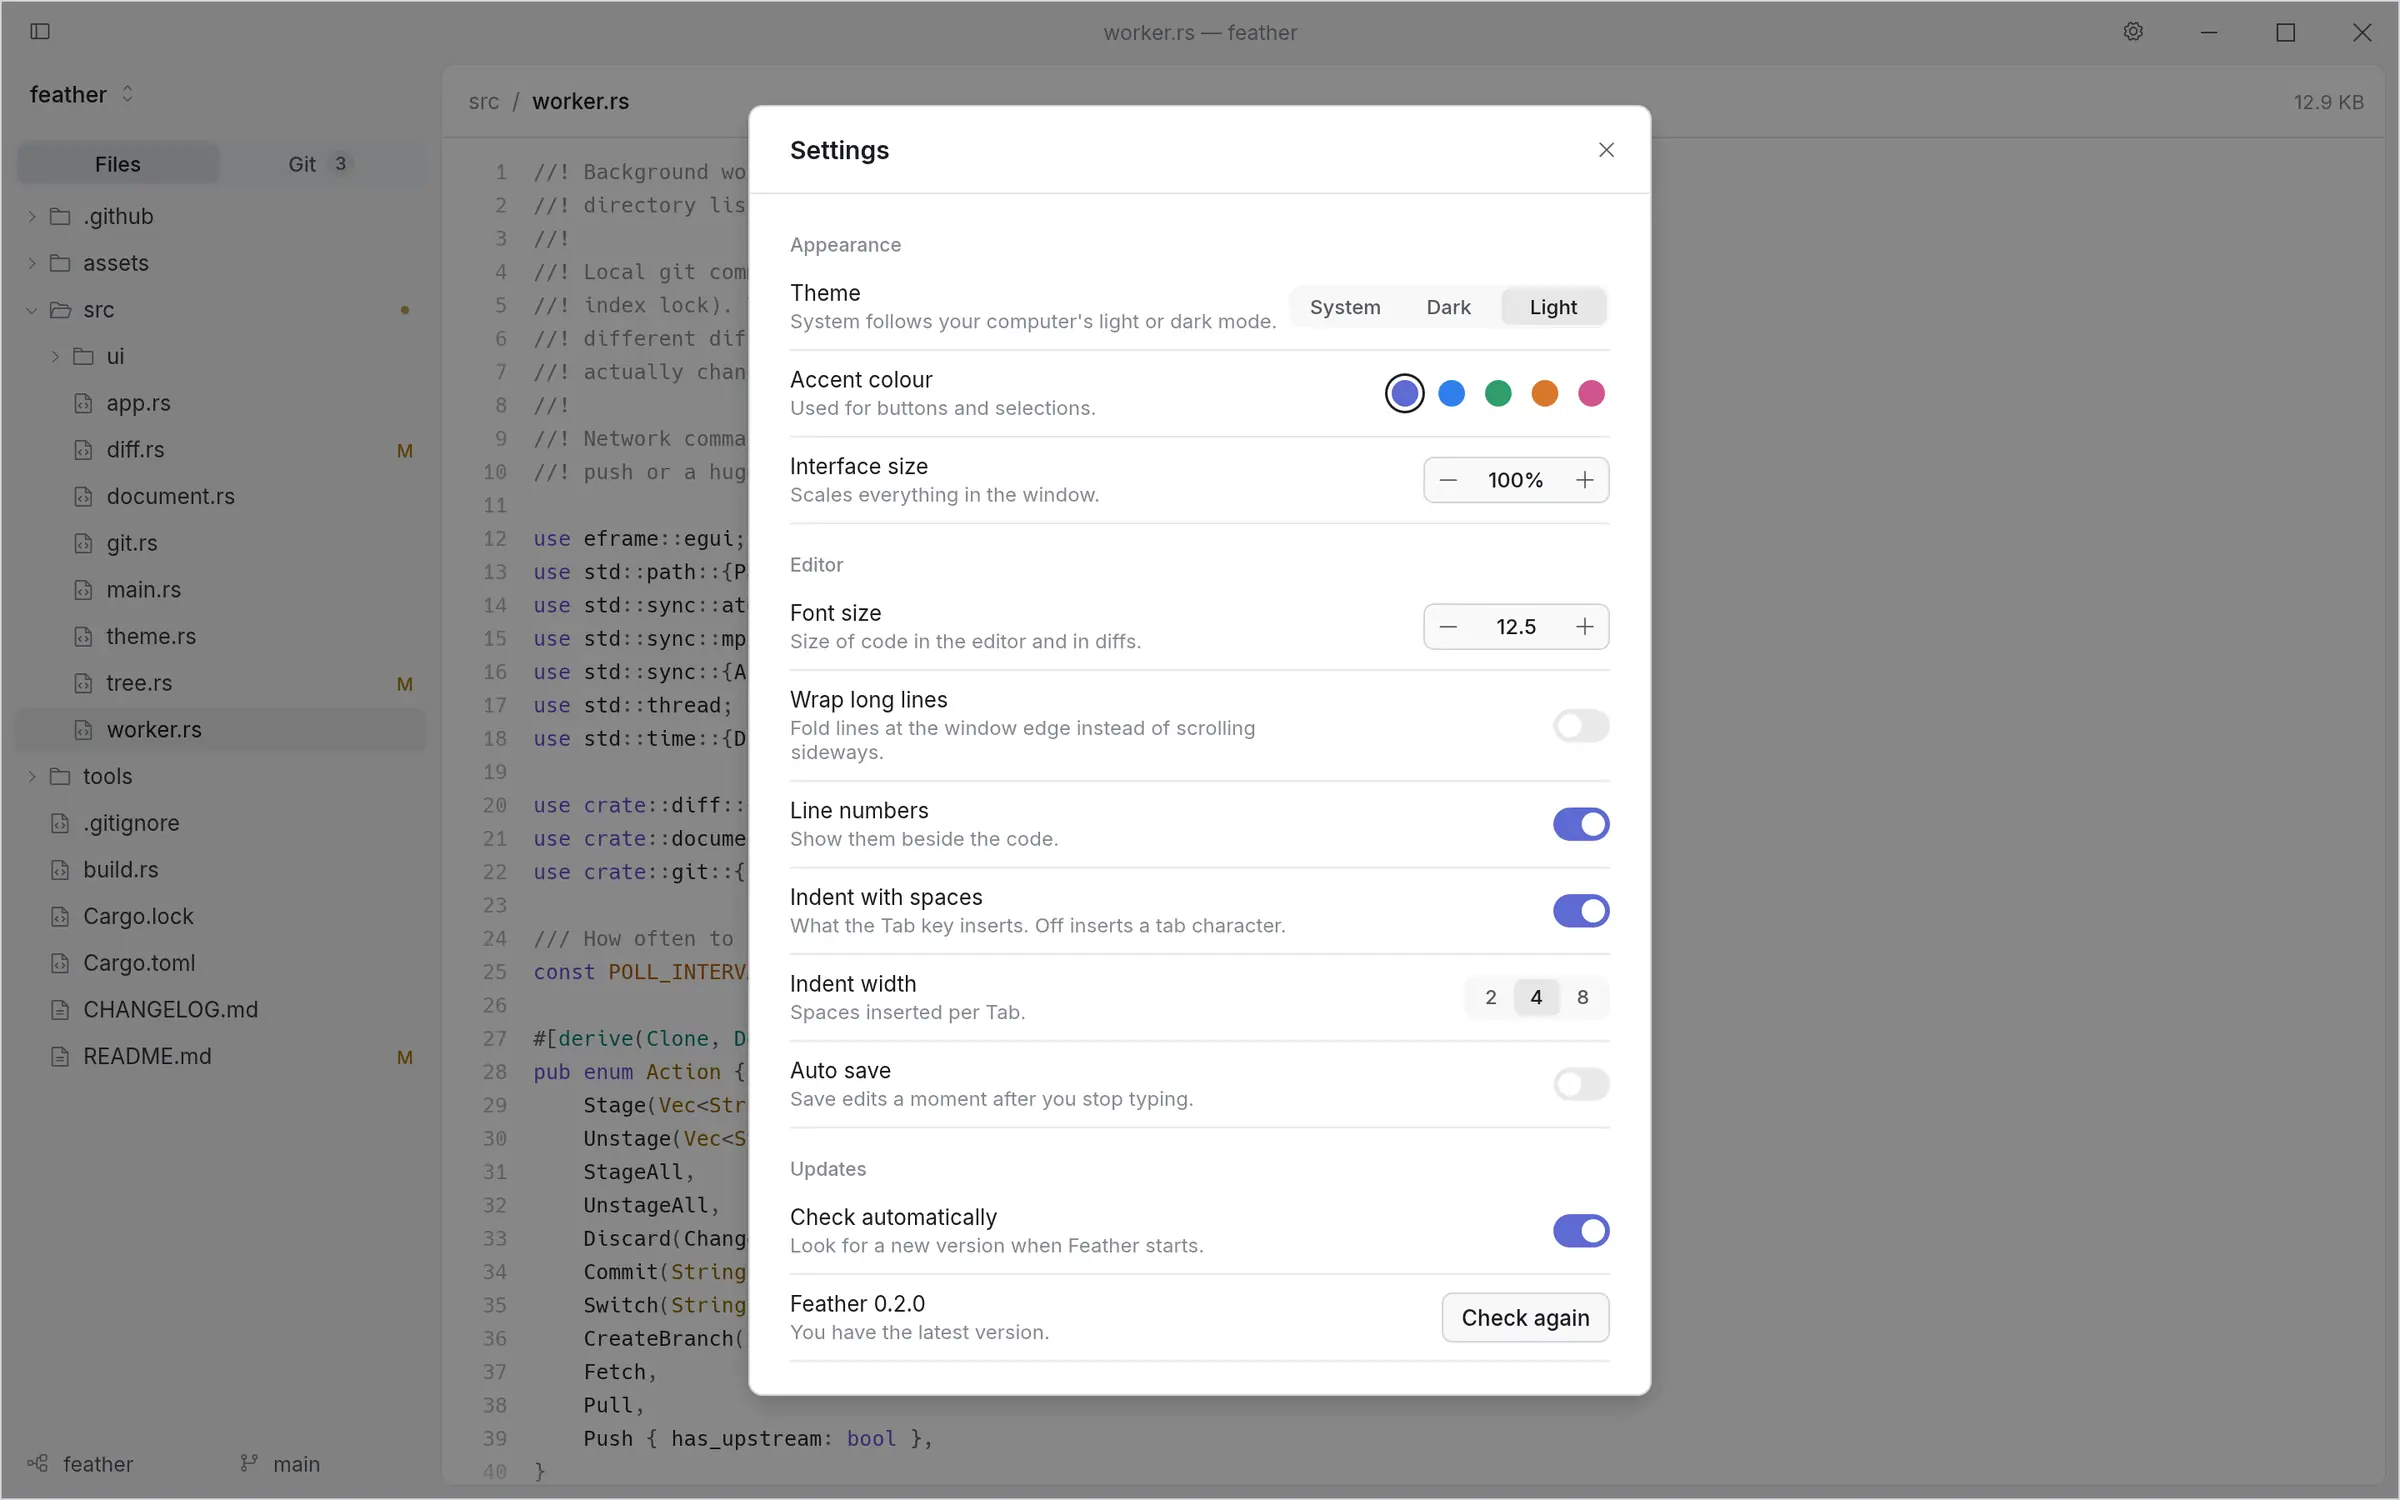 worker.rs — feather
feather
Files
Git 3
.github
assets
src
ui
app.rs
diff.rs M
document.rs
git.rs
main.rs
theme.rs
tree.rs M
worker.rs
tools
.gitignore
build.rs
Cargo.lock
Cargo.toml
CHANGELOG.md
README.md M
feather
main
src / worker.rs
12.9 KB
1 //! Background wo
2 //! directory lis
3 //!
4 //! Local git com
5 //! index lock).
6 //! different dif
7 //! actually chan
8 //!
9 //! Network comma
10 //! push or a hug
11
12 use eframe::egui;
13 use std::path::{P
14 use std::sync::at
15 use std::sync::mp
16 use std::sync::{A
17 use std::thread;
18 use std::time::{D
19
20 use crate::diff::
21 use crate::docume
22 use crate::git::{
23
24 /// How often to
25 const POLL_INTERV
26
27 #[derive(Clone, D
28 pub enum Action {
29 Stage(Vec<Str
30 Unstage(Vec<S
31 StageAll,
32 UnstageAll,
33 Discard(Chang
34 Commit(String
35 Switch(String
36 CreateBranch(
37 Fetch,
38 Pull,
39 Push { has_upstream: bool },
40 }
Settings
Appearance
Theme
System follows your computer's light or dark mode.
System Dark Light
Accent colour
Used for buttons and selections.
Interface size
Scales everything in the window.
100%
Editor
Font size
Size of code in the editor and in diffs.
12.5
Wrap long lines
Fold lines at the window edge instead of scrolling
sideways.
Line numbers
Show them beside the code.
Indent with spaces
What the Tab key inserts. Off inserts a tab character.
Indent width
Spaces inserted per Tab.
2 4 8
Auto save
Save edits a moment after you stop typing.
Updates
Check automatically
Look for a new version when Feather starts.
Feather 0.2.0
You have the latest version.
Check again